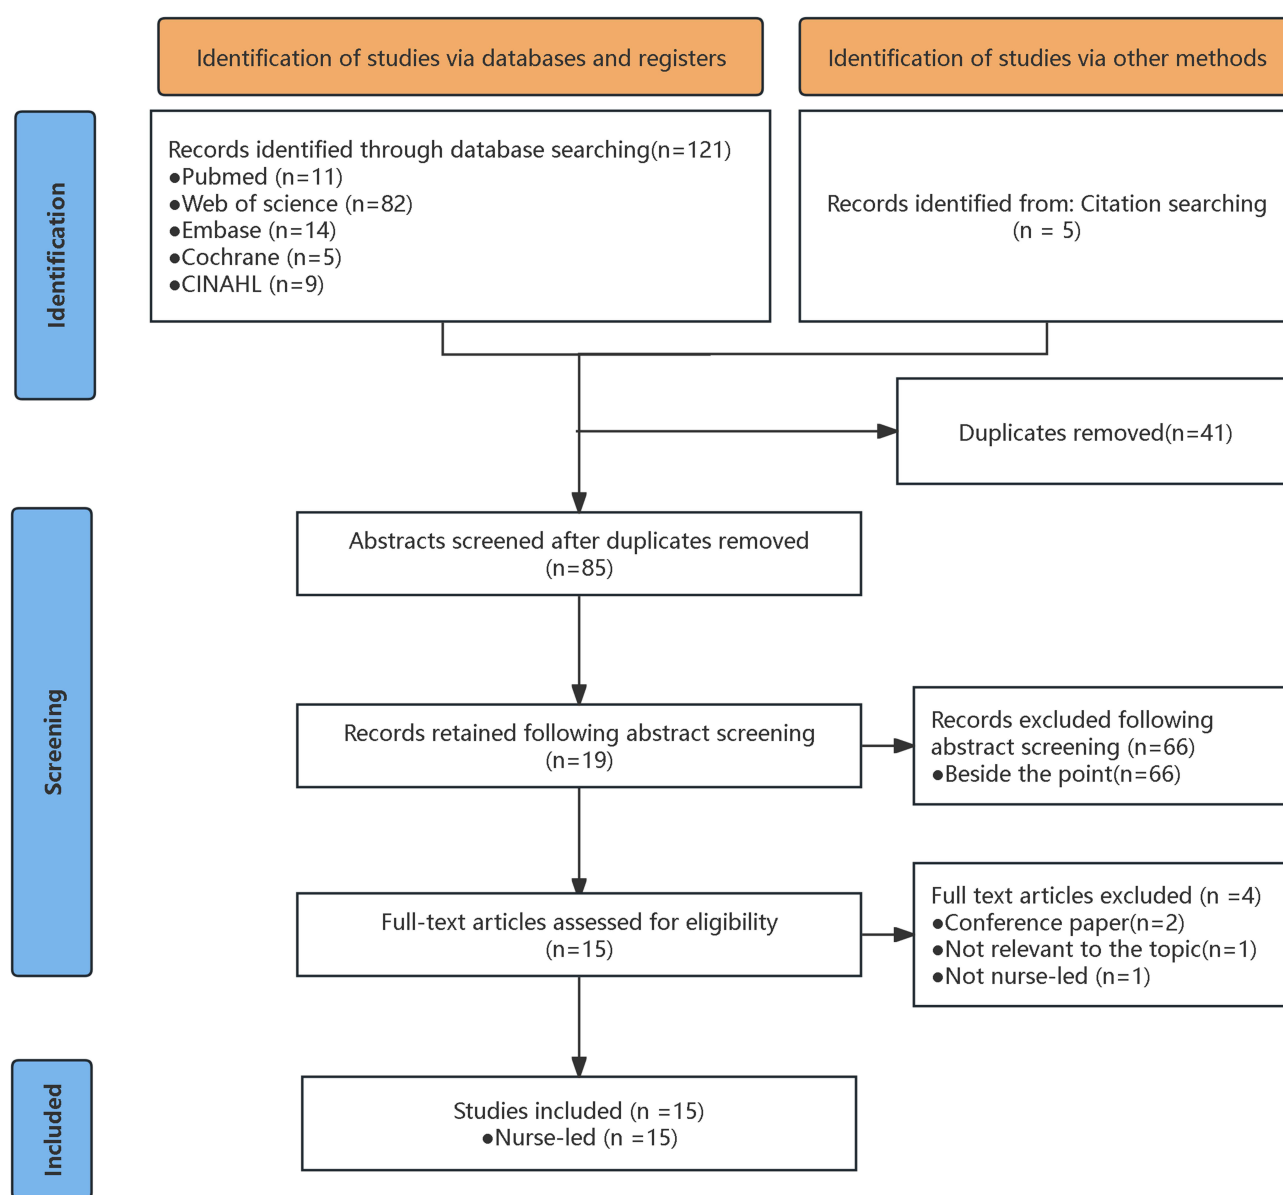 Identification of studies via databases and registers
Identification of studies via other methods
Identification
Records identified through database searching(n=121)
●Pubmed (n=11)
●Web of science (n=82)
●Embase (n=14)
●Cochrane (n=5)
●CINAHL (n=9)
Records identified from: Citation searching
(n = 5)
Duplicates removed(n=41)
Screening
Abstracts screened after duplicates removed
(n=85)
Records retained following abstract screening
(n=19)
Records excluded following
abstract screening (n=66)
●Beside the point(n=66)
Full-text articles assessed for eligibility
(n=15)
Full text articles excluded (n =4)
●Conference paper(n=2)
●Not relevant to the topic(n=1)
●Not nurse-led (n=1)
Included
Studies included (n =15)
●Nurse-led (n =15)